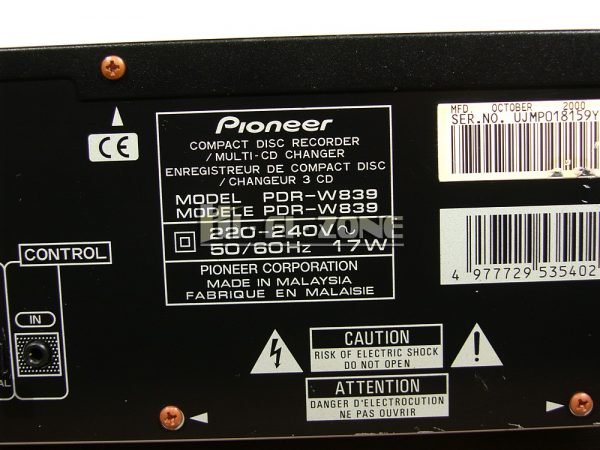 Pioneer
COMPACT DISC RECORDER
/ MULTI-CD CHANGER
ENREGISTREUR DE COMPACT DISC
/ CHANGEUR 3 CD
MODEL PDR-W839
MODELE PDR-W839
220-240V~
50/60Hz 17W
PIONEER CORPORATION
MADE IN MALAYSIA
FABRIQUE EN MALAISIE
CE
MFD. OCTOBER 2000
SER.NO. UJMP018159Y
4 977729 535402
CONTROL
IN
AL
CAUTION
RISK OF ELECTRIC SHOCK
DO NOT OPEN
ATTENTION
DANGER D'ELECTROCUTION
NE PAS OUVRIR